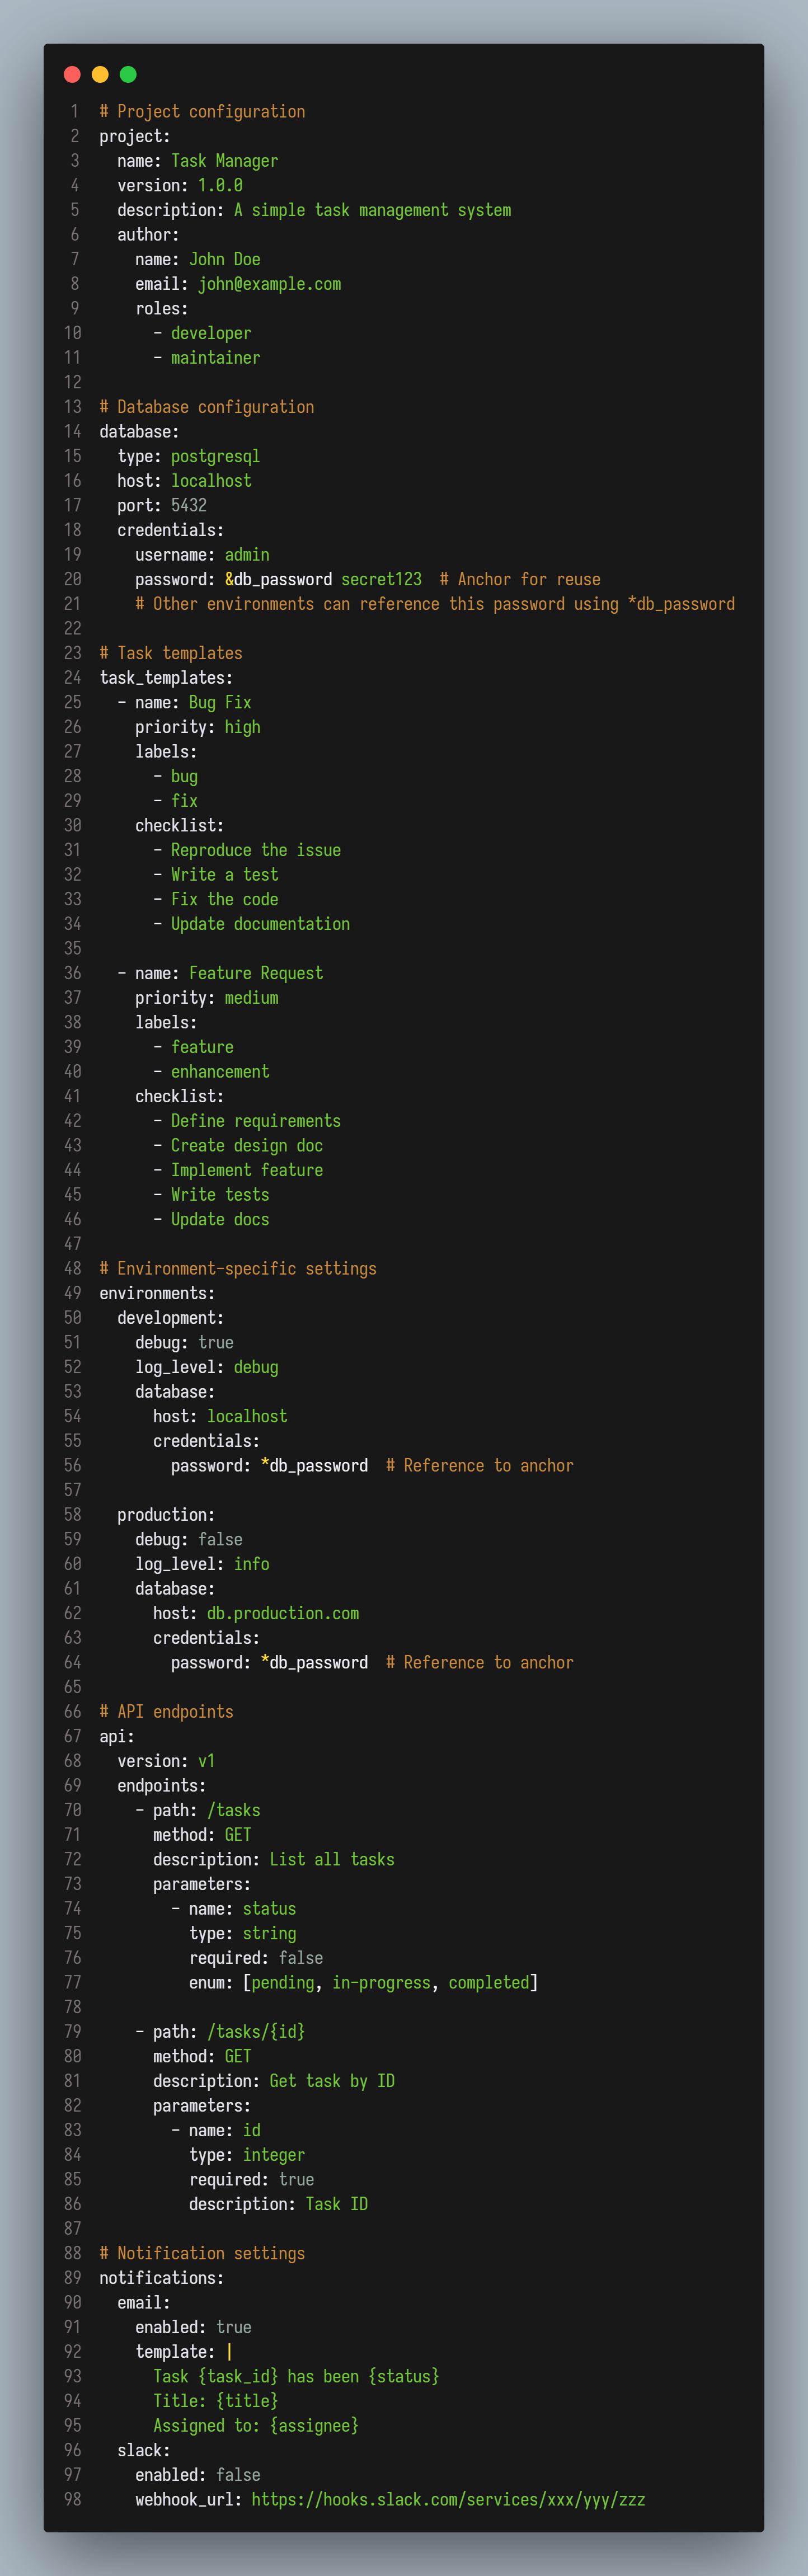 1 # Project configuration
2 project:
3   name: Task Manager
4   version: 1.0.0
5   description: A simple task management system
6   author:
7     name: John Doe
8     email: john@example.com
9     roles:
10       - developer
11       - maintainer
12
13 # Database configuration
14 database:
15   type: postgresql
16   host: localhost
17   port: 5432
18   credentials:
19     username: admin
20     password: &db_password secret123  # Anchor for reuse
21     # Other environments can reference this password using *db_password
22
23 # Task templates
24 task_templates:
25   - name: Bug Fix
26     priority: high
27     labels:
28       - bug
29       - fix
30     checklist:
31       - Reproduce the issue
32       - Write a test
33       - Fix the code
34       - Update documentation
35
36   - name: Feature Request
37     priority: medium
38     labels:
39       - feature
40       - enhancement
41     checklist:
42       - Define requirements
43       - Create design doc
44       - Implement feature
45       - Write tests
46       - Update docs
47
48 # Environment-specific settings
49 environments:
50   development:
51     debug: true
52     log_level: debug
53     database:
54       host: localhost
55       credentials:
56         password: *db_password  # Reference to anchor
57
58   production:
59     debug: false
60     log_level: info
61     database:
62       host: db.production.com
63       credentials:
64         password: *db_password  # Reference to anchor
65
66 # API endpoints
67 api:
68   version: v1
69   endpoints:
70     - path: /tasks
71       method: GET
72       description: List all tasks
73       parameters:
74         - name: status
75           type: string
76           required: false
77           enum: [pending, in-progress, completed]
78
79     - path: /tasks/{id}
80       method: GET
81       description: Get task by ID
82       parameters:
83         - name: id
84           type: integer
85           required: true
86           description: Task ID
87
88 # Notification settings
89 notifications:
90   email:
91     enabled: true
92     template: |
93       Task {task_id} has been {status}
94       Title: {title}
95       Assigned to: {assignee}
96   slack:
97     enabled: false
98     webhook_url: https://hooks.slack.com/services/xxx/yyy/zzz